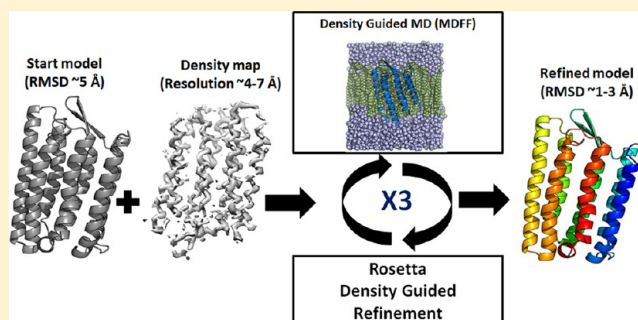 Start model
(RMSD ~5 Å)
Density map
(Resolution ~4-7 Å)
Density Guided MD (MDFF)
X3
Rosetta
Density Guided
Refinement
Refined model
(RMSD ~1-3 Å)